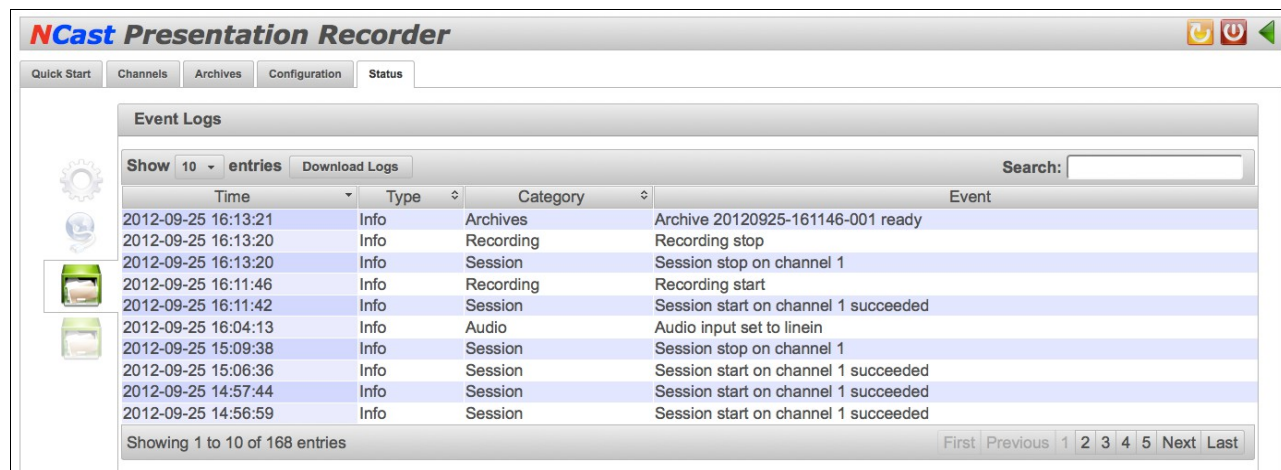 NCast Presentation Recorder
Quick Start Channels Archives Configuration Status
Event Logs
Show 10 entries Download Logs Search:
Time Type Category Event
2012-09-25 16:13:21 Info Archives Archive 20120925-161146-001 ready
2012-09-25 16:13:20 Info Recording Recording stop
2012-09-25 16:13:20 Info Session Session stop on channel 1
2012-09-25 16:11:46 Info Recording Recording start
2012-09-25 16:11:42 Info Session Session start on channel 1 succeeded
2012-09-25 16:04:13 Info Audio Audio input set to linein
2012-09-25 15:09:38 Info Session Session stop on channel 1
2012-09-25 15:06:36 Info Session Session start on channel 1 succeeded
2012-09-25 14:57:44 Info Session Session start on channel 1 succeeded
2012-09-25 14:56:59 Info Session Session start on channel 1 succeeded
Showing 1 to 10 of 168 entries First Previous 1 2 3 4 5 Next Last